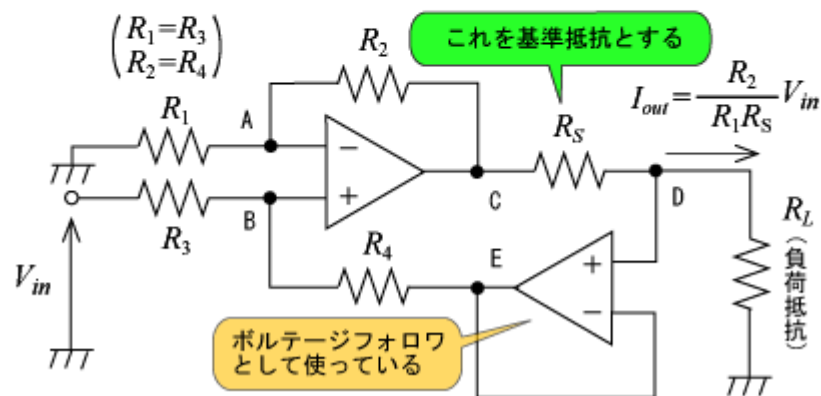 (R1=R3
R2=R4)
これを基準抵抗とする
R2
Iout=R2/R1RS Vin
R1
A
−
+
RS
C
D
B
R3
Vin
R4
E
+
−
RL
(負荷抵抗)
ボルテージフォロワ
として使っている